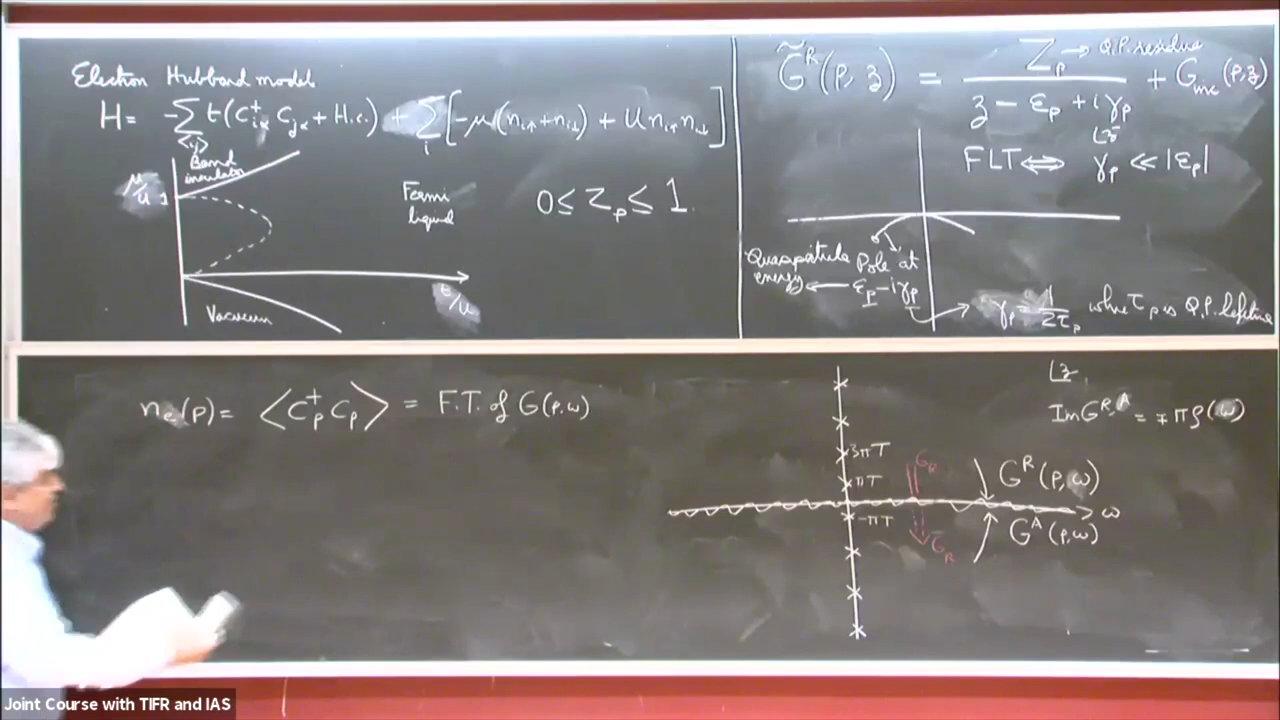 Electron Hubbard model
H = -∑ t(C†iα Cjα + H.c.) + ∑ [-μ(ni↑ + ni↓) + U ni↑ ni↓]
<ij> i
Band
insulator
μ/U 1
Fermi
liquid
0 ≤ Zp ≤ 1
Vacuum
t/U
G̃^R(p, z) = Zp / (z - εp + iγp) + Ginc(p, z)
→ Q.P. residue
FLT ⇔ γp ≪ |εp|
Quasiparticle
energy
Pole at
εp - iγp
γp = 1/2τp where τp is Q.P. lifetime
ne(p) = <C†p Cp> = F.T. of G(p, ω)
Im G^R,A = ∓πρ(ω)
3πT
πT
-πT
GR
G̃R
G^R(p, ω)
G^A(p, ω)
ω
Joint Course with TIFR and IAS